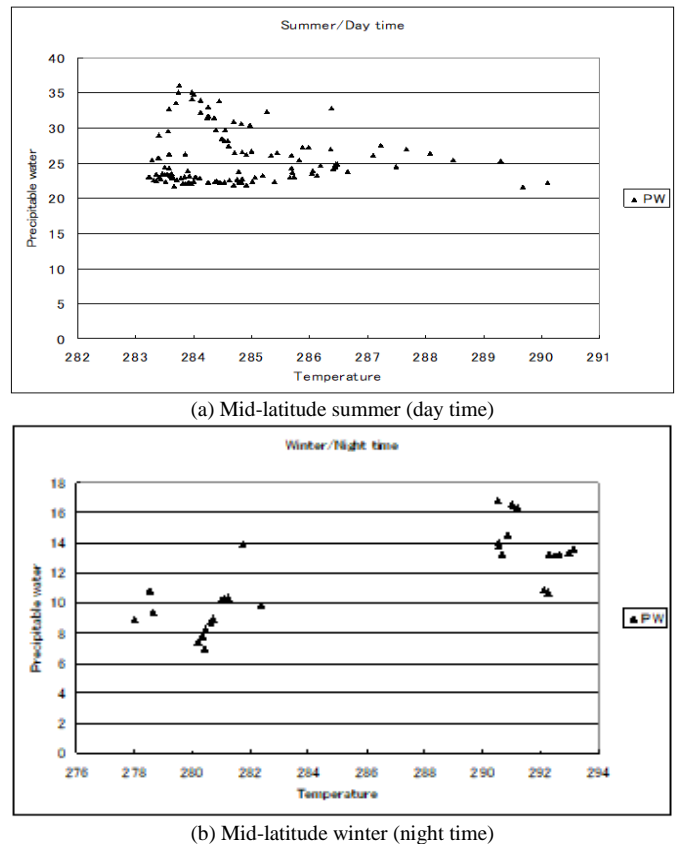 Summer/Day time
40
35
30
25
20
15
10
5
0
Precipitable water
PW
282 283 284 285 286 287 288 289 290 291
Temperature
(a) Mid-latitude summer (day time)
Winter/Night time
18
16
14
12
10
8
6
4
2
0
Precipitable water
PW
276 278 280 282 284 286 288 290 292 294
Temperature
(b) Mid-latitude winter (night time)